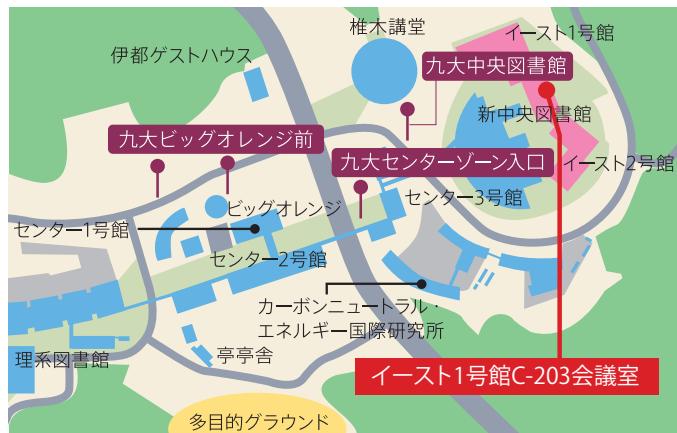 椎木講堂
イースト1号館
伊都ゲストハウス
九大中央図書館
新中央図書館
九大ビッグオレンジ前
九大センターゾーン入口
イースト2号館
センター3号館
ビッグオレンジ
センター1号館
センター2号館
カーボンニュートラル・
エネルギー国際研究所
理系図書館
亭亭舎
イースト1号館C-203会議室
多目的グラウンド